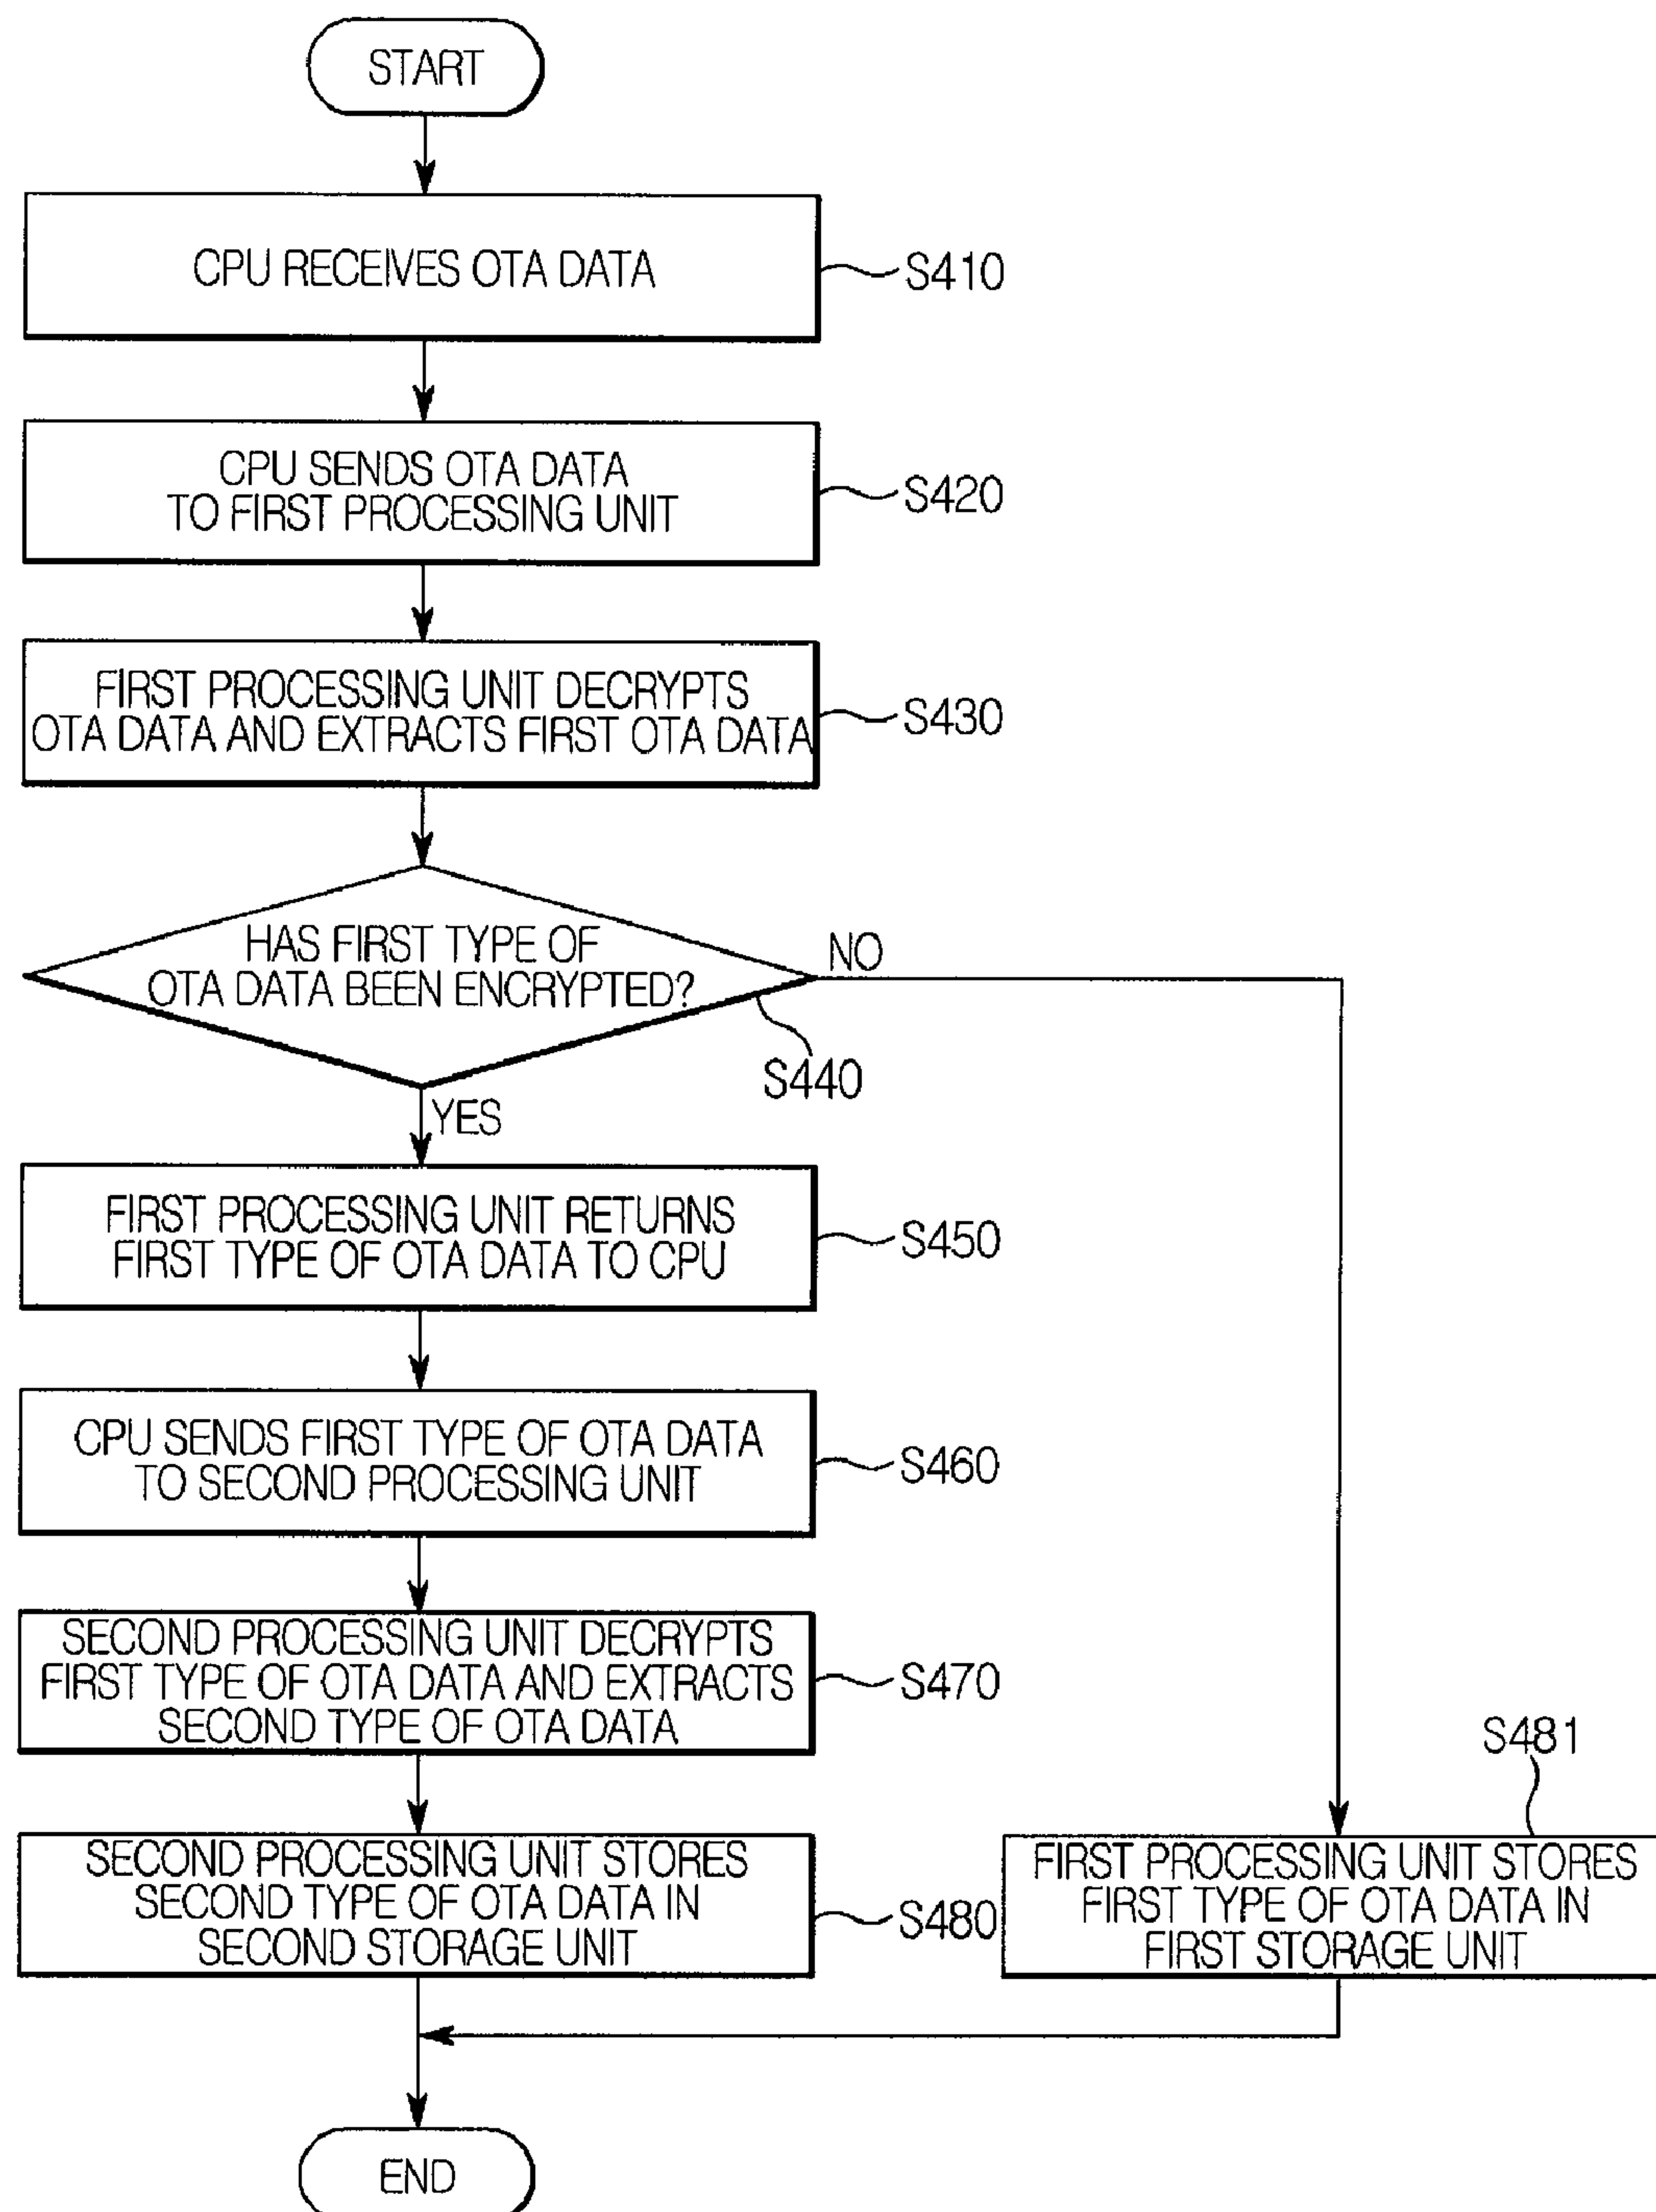 START
CPU RECEIVES OTA DATA
S410
CPU SENDS OTA DATA
TO FIRST PROCESSING UNIT
S420
FIRST PROCESSING UNIT DECRYPTS
OTA DATA AND EXTRACTS FIRST OTA DATA
S430
HAS FIRST TYPE OF
OTA DATA BEEN ENCRYPTED?
NO
S440
YES
FIRST PROCESSING UNIT RETURNS
FIRST TYPE OF OTA DATA TO CPU
S450
CPU SENDS FIRST TYPE OF OTA DATA
TO SECOND PROCESSING UNIT
S460
SECOND PROCESSING UNIT DECRYPTS
FIRST TYPE OF OTA DATA AND EXTRACTS
SECOND TYPE OF OTA DATA
S470
SECOND PROCESSING UNIT STORES
SECOND TYPE OF OTA DATA IN
SECOND STORAGE UNIT
S480
S481
FIRST PROCESSING UNIT STORES
FIRST TYPE OF OTA DATA IN
FIRST STORAGE UNIT
END